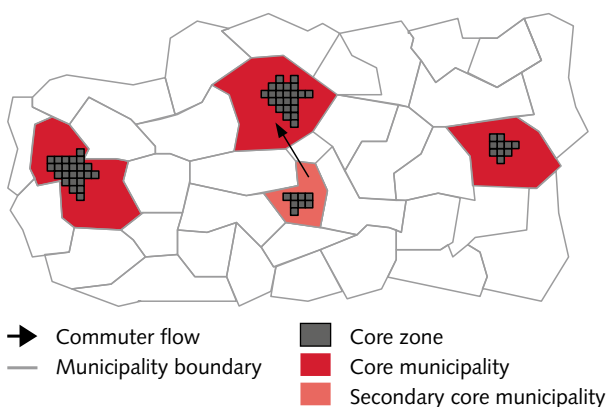 Commuter flow
Municipality boundary
Core zone
Core municipality
Secondary core municipality